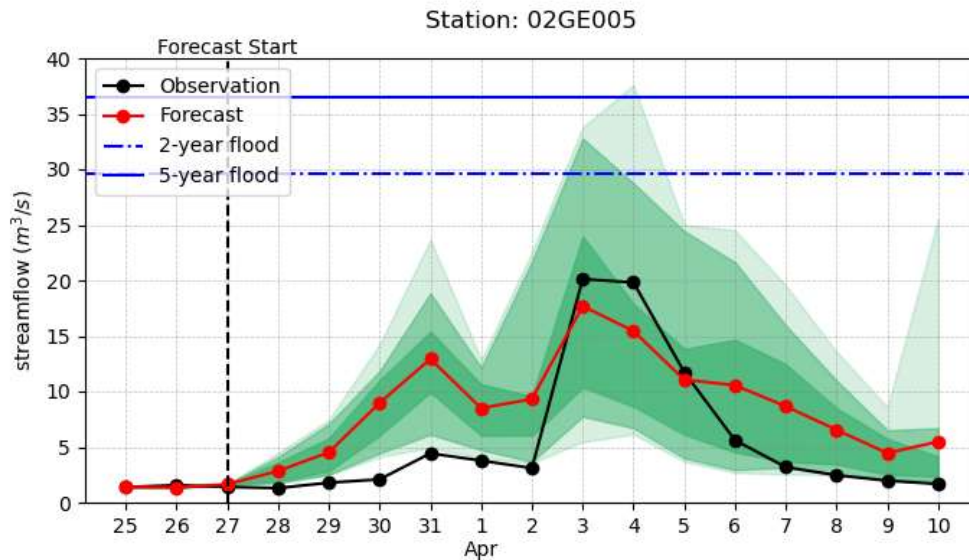 Station: 02GE005
Forecast Start
40
35
30
25
20
15
10
5
0
streamflow (m³/s)
Observation
Forecast
2-year flood
5-year flood
25 26 27 28 29 30 31 1 2 3 4 5 6 7 8 9 10
Apr